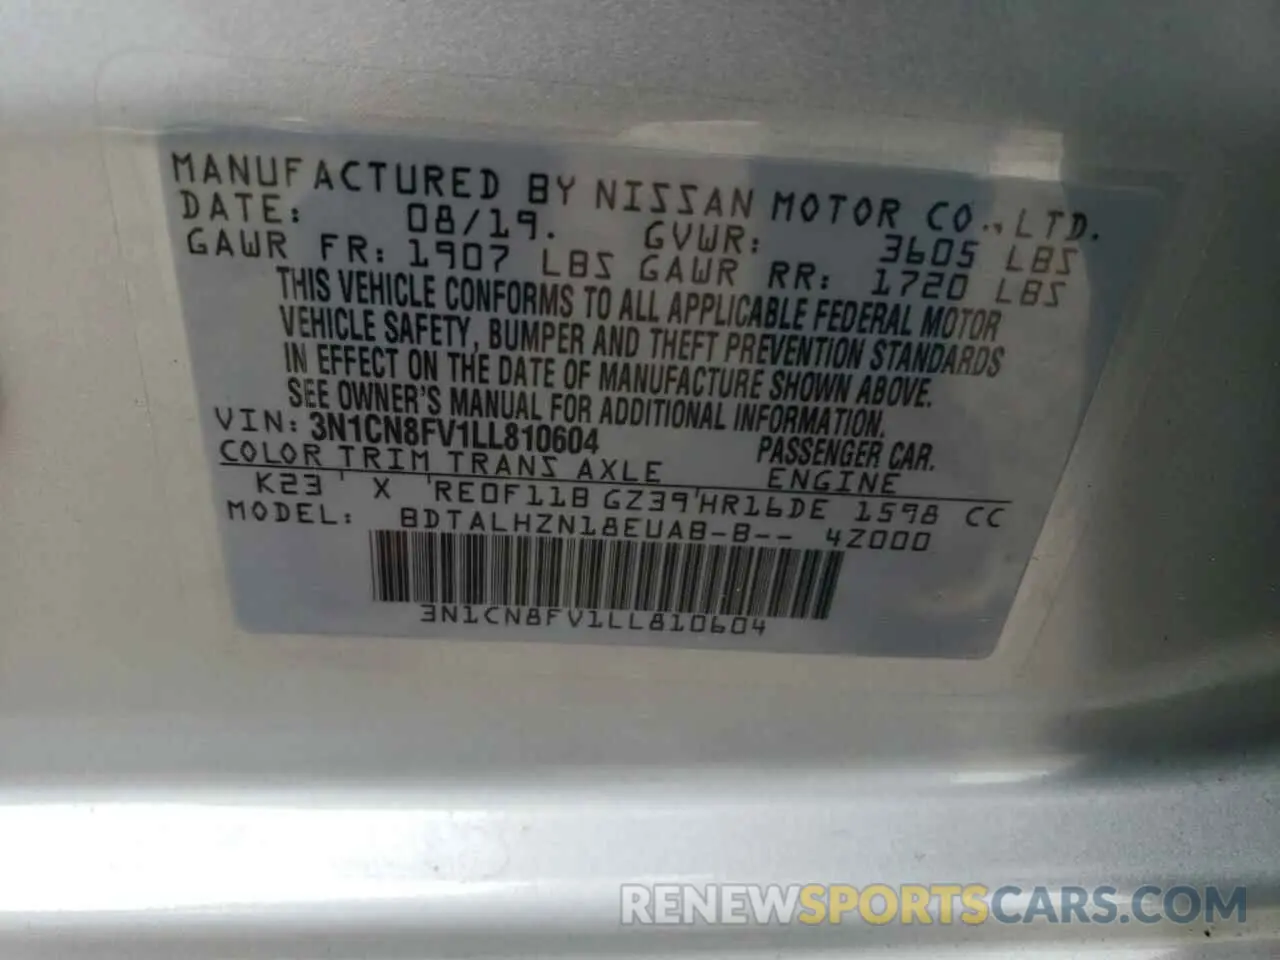 MANUFACTURED BY NISSAN MOTOR CO., LTD.
DATE: 08/19. GVWR: 3605 LBS
GAWR FR: 1907 LBS GAWR RR: 1720 LBS
THIS VEHICLE CONFORMS TO ALL APPLICABLE FEDERAL MOTOR
VEHICLE SAFETY, BUMPER AND THEFT PREVENTION STANDARDS
IN EFFECT ON THE DATE OF MANUFACTURE SHOWN ABOVE.
SEE OWNER'S MANUAL FOR ADDITIONAL INFORMATION.
VIN: 3N1CN8FV1LL810604 PASSENGER CAR.
COLOR TRIM TRANS AXLE ENGINE
K23 ' X 'RE0F11B GZ39'HR16DE 1598 CC
MODEL: BDTALHZN18EUAB-B-- 4Z000
3N1CN8FV1LL810604
RENEWSPORTSCARS.COM